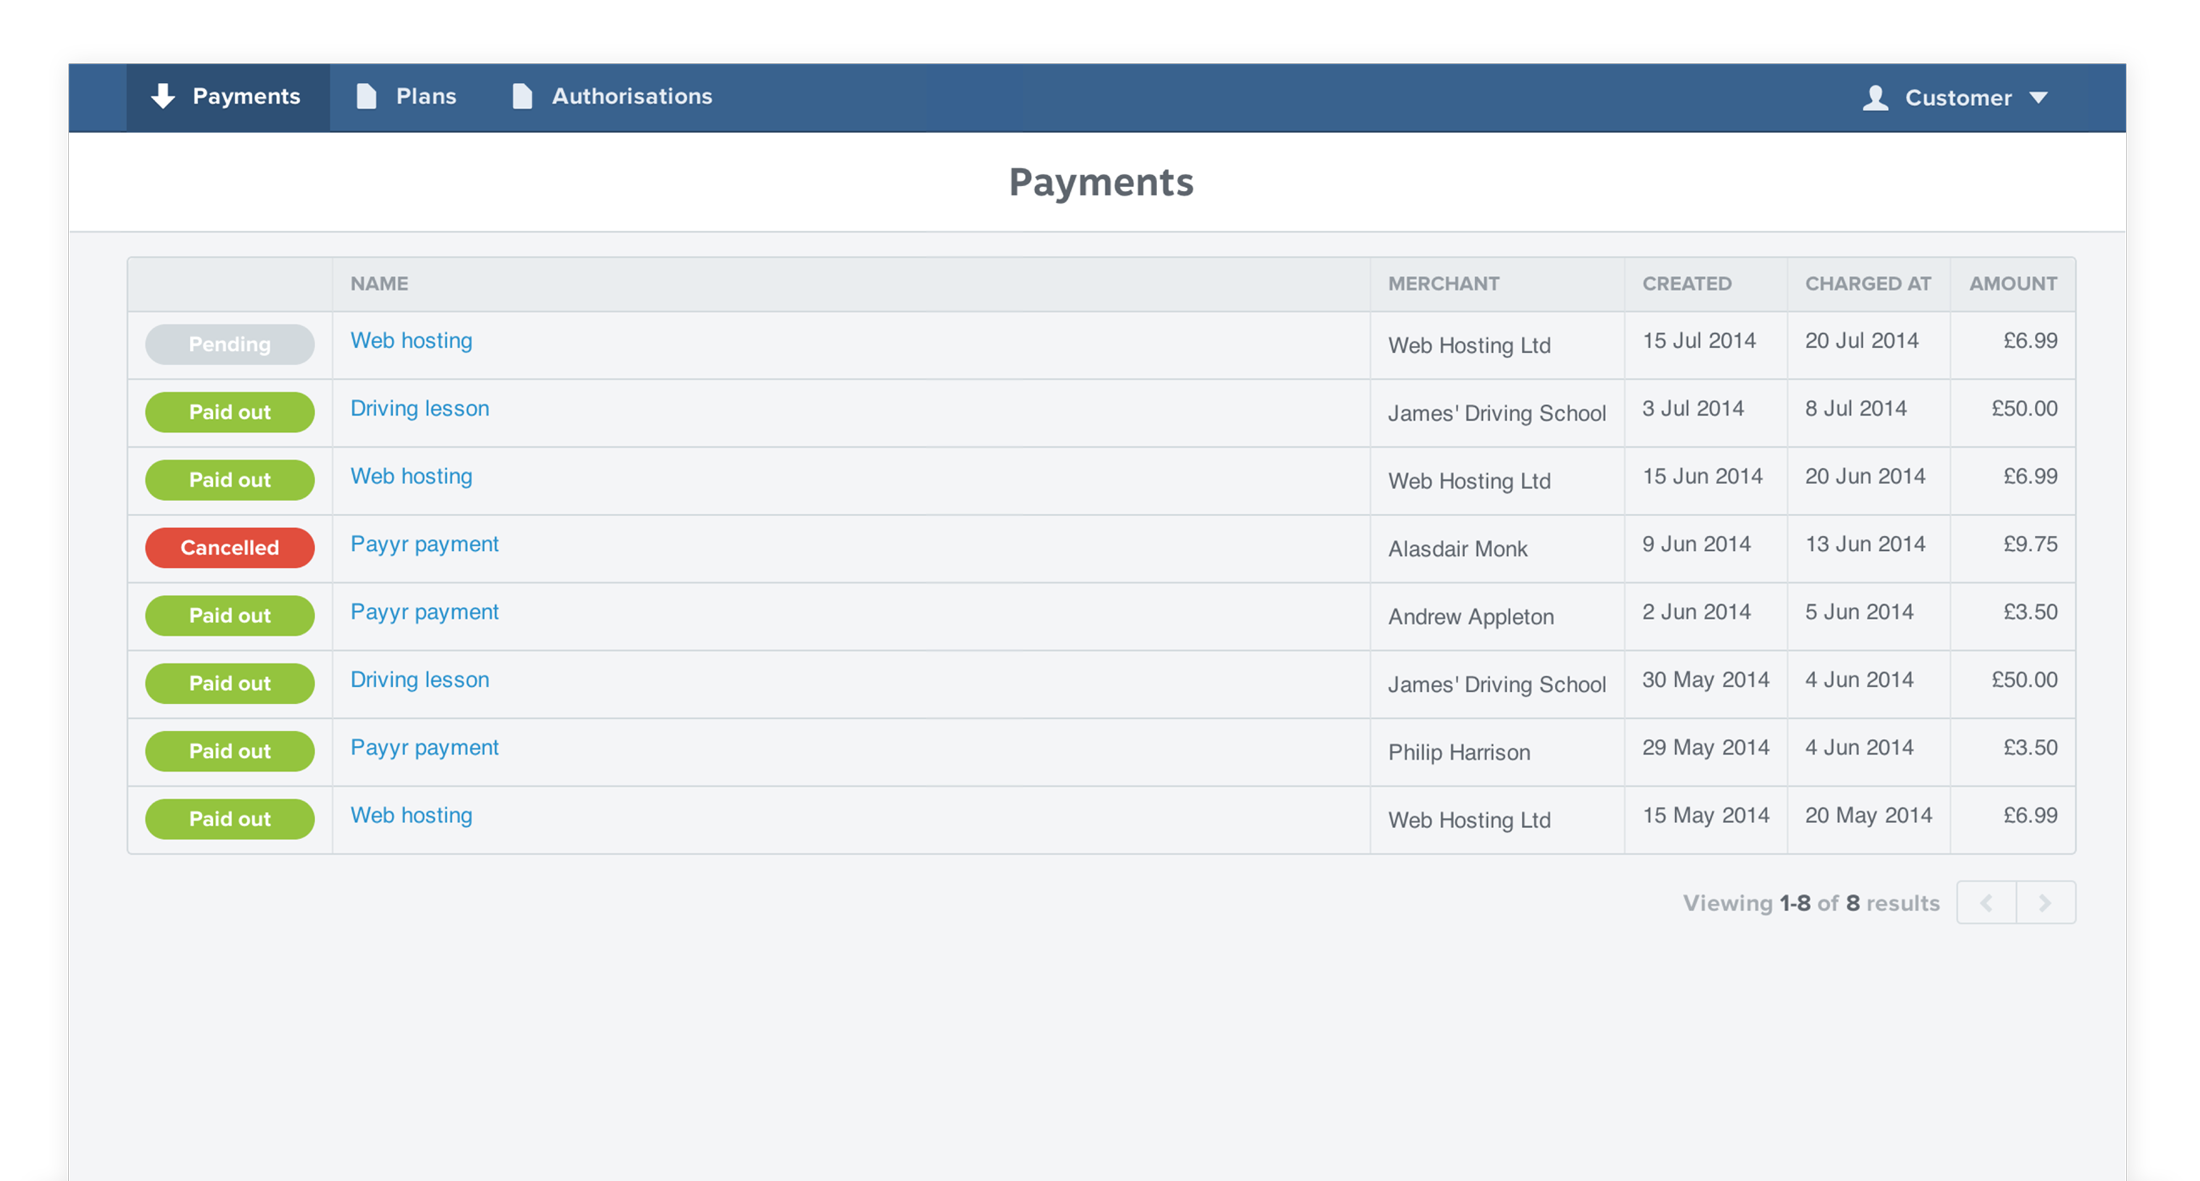 Payments Plans Authorisations Customer
Payments
NAME MERCHANT CREATED CHARGED AT AMOUNT
Pending Web hosting Web Hosting Ltd 15 Jul 2014 20 Jul 2014 £6.99
Paid out Driving lesson James' Driving School 3 Jul 2014 8 Jul 2014 £50.00
Paid out Web hosting Web Hosting Ltd 15 Jun 2014 20 Jun 2014 £6.99
Cancelled Payyr payment Alasdair Monk 9 Jun 2014 13 Jun 2014 £9.75
Paid out Payyr payment Andrew Appleton 2 Jun 2014 5 Jun 2014 £3.50
Paid out Driving lesson James' Driving School 30 May 2014 4 Jun 2014 £50.00
Paid out Payyr payment Philip Harrison 29 May 2014 4 Jun 2014 £3.50
Paid out Web hosting Web Hosting Ltd 15 May 2014 20 May 2014 £6.99
Viewing 1-8 of 8 results